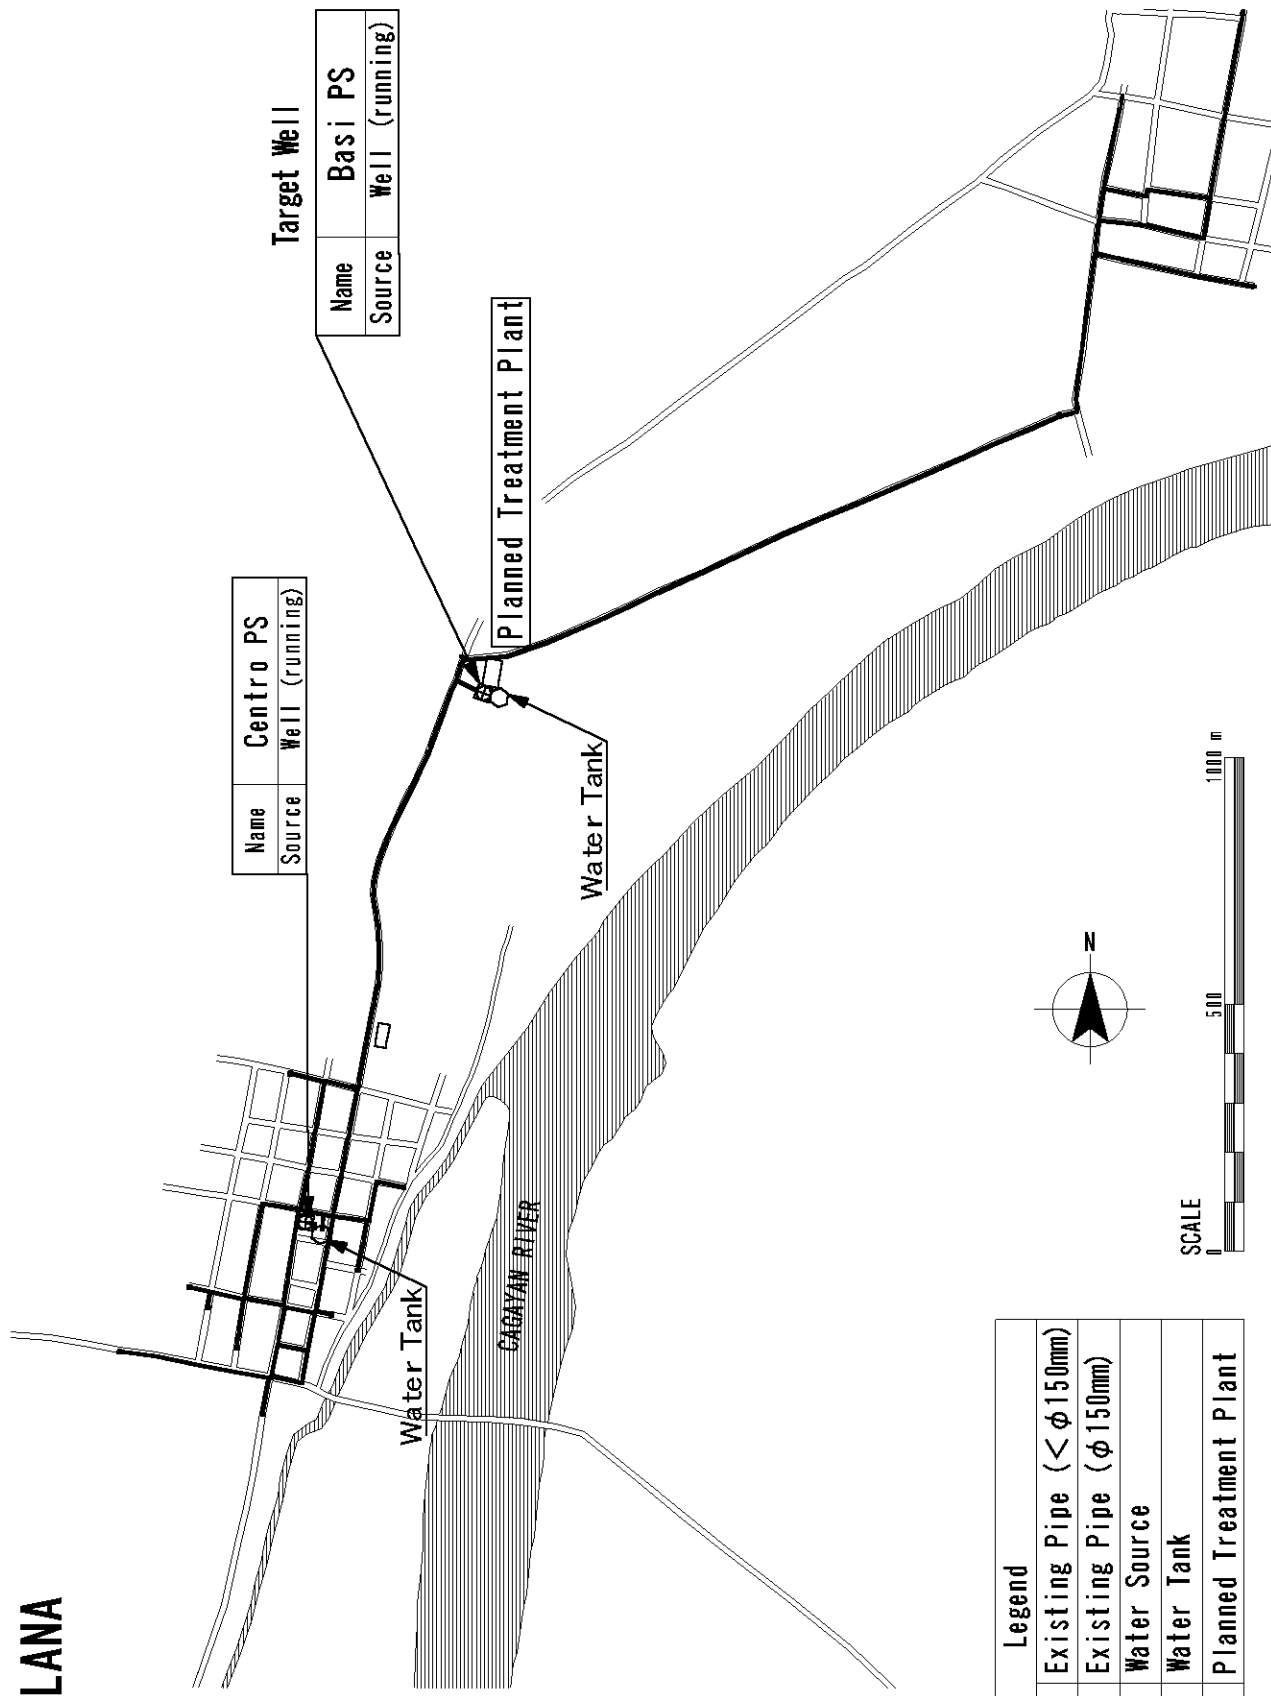 LANA
Target Well
Name Basi PS
Source Well (running)
Name Centro PS
Source Well (running)
Planned Treatment Plant
Water Tank
Water Tank
CAGAYAN RIVER
N
SCALE
0 500 1000 m
Legend
Existing Pipe (<φ150mm)
Existing Pipe (φ150mm)
Water Source
Water Tank
Planned Treatment Plant